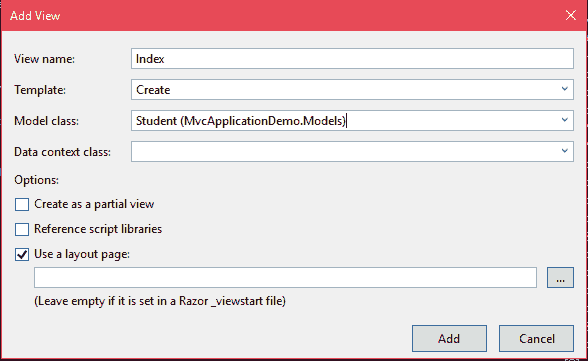 Add View
View name: Index
Template: Create
Model class: Student (MvcApplicationDemo.Models)
Data context class:
Options:
Create as a partial view
Reference script libraries
Use a layout page:
...
(Leave empty if it is set in a Razor _viewstart file)
Add Cancel